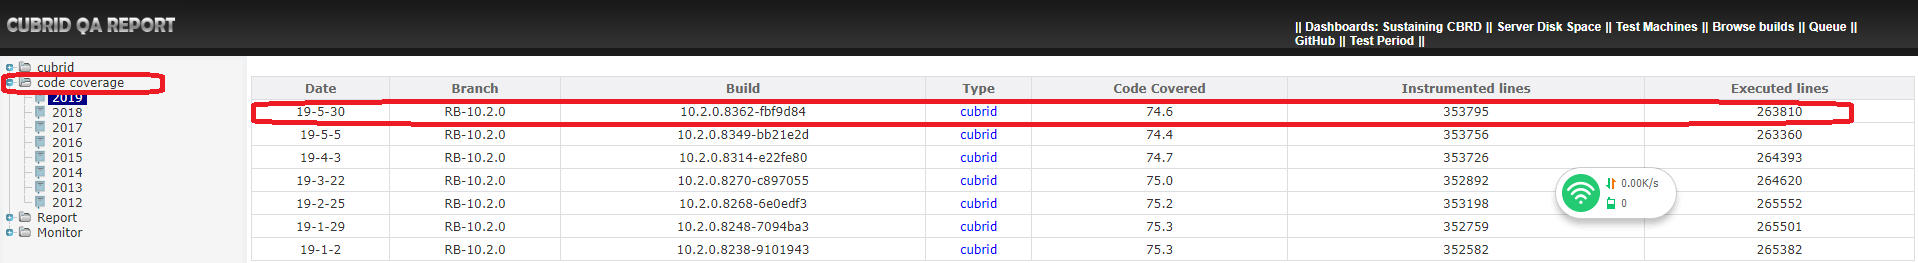 CUBRID QA REPORT
|| Dashboards: Sustaining CBRD || Server Disk Space || Test Machines || Browse builds || Queue ||
GitHub || Test Period ||
cubrid
code coverage
2019
2018
2017
2016
2015
2014
2013
2012
Report
Monitor
Date Branch Build Type Code Covered Instrumented lines Executed lines
19-5-30 RB-10.2.0 10.2.0.8362-fbf9d84 cubrid 74.6 353795 263810
19-5-5 RB-10.2.0 10.2.0.8349-bb21e2d cubrid 74.4 353756 263360
19-4-3 RB-10.2.0 10.2.0.8314-e22fe80 cubrid 74.7 353726 264393
19-3-22 RB-10.2.0 10.2.0.8270-c897055 cubrid 75.0 352892 264620
19-2-25 RB-10.2.0 10.2.0.8268-6e0edf3 cubrid 75.2 353198 265552
19-1-29 RB-10.2.0 10.2.0.8248-7094ba3 cubrid 75.3 352759 265501
19-1-2 RB-10.2.0 10.2.0.8238-9101943 cubrid 75.3 352582 265382
0.00K/s
0